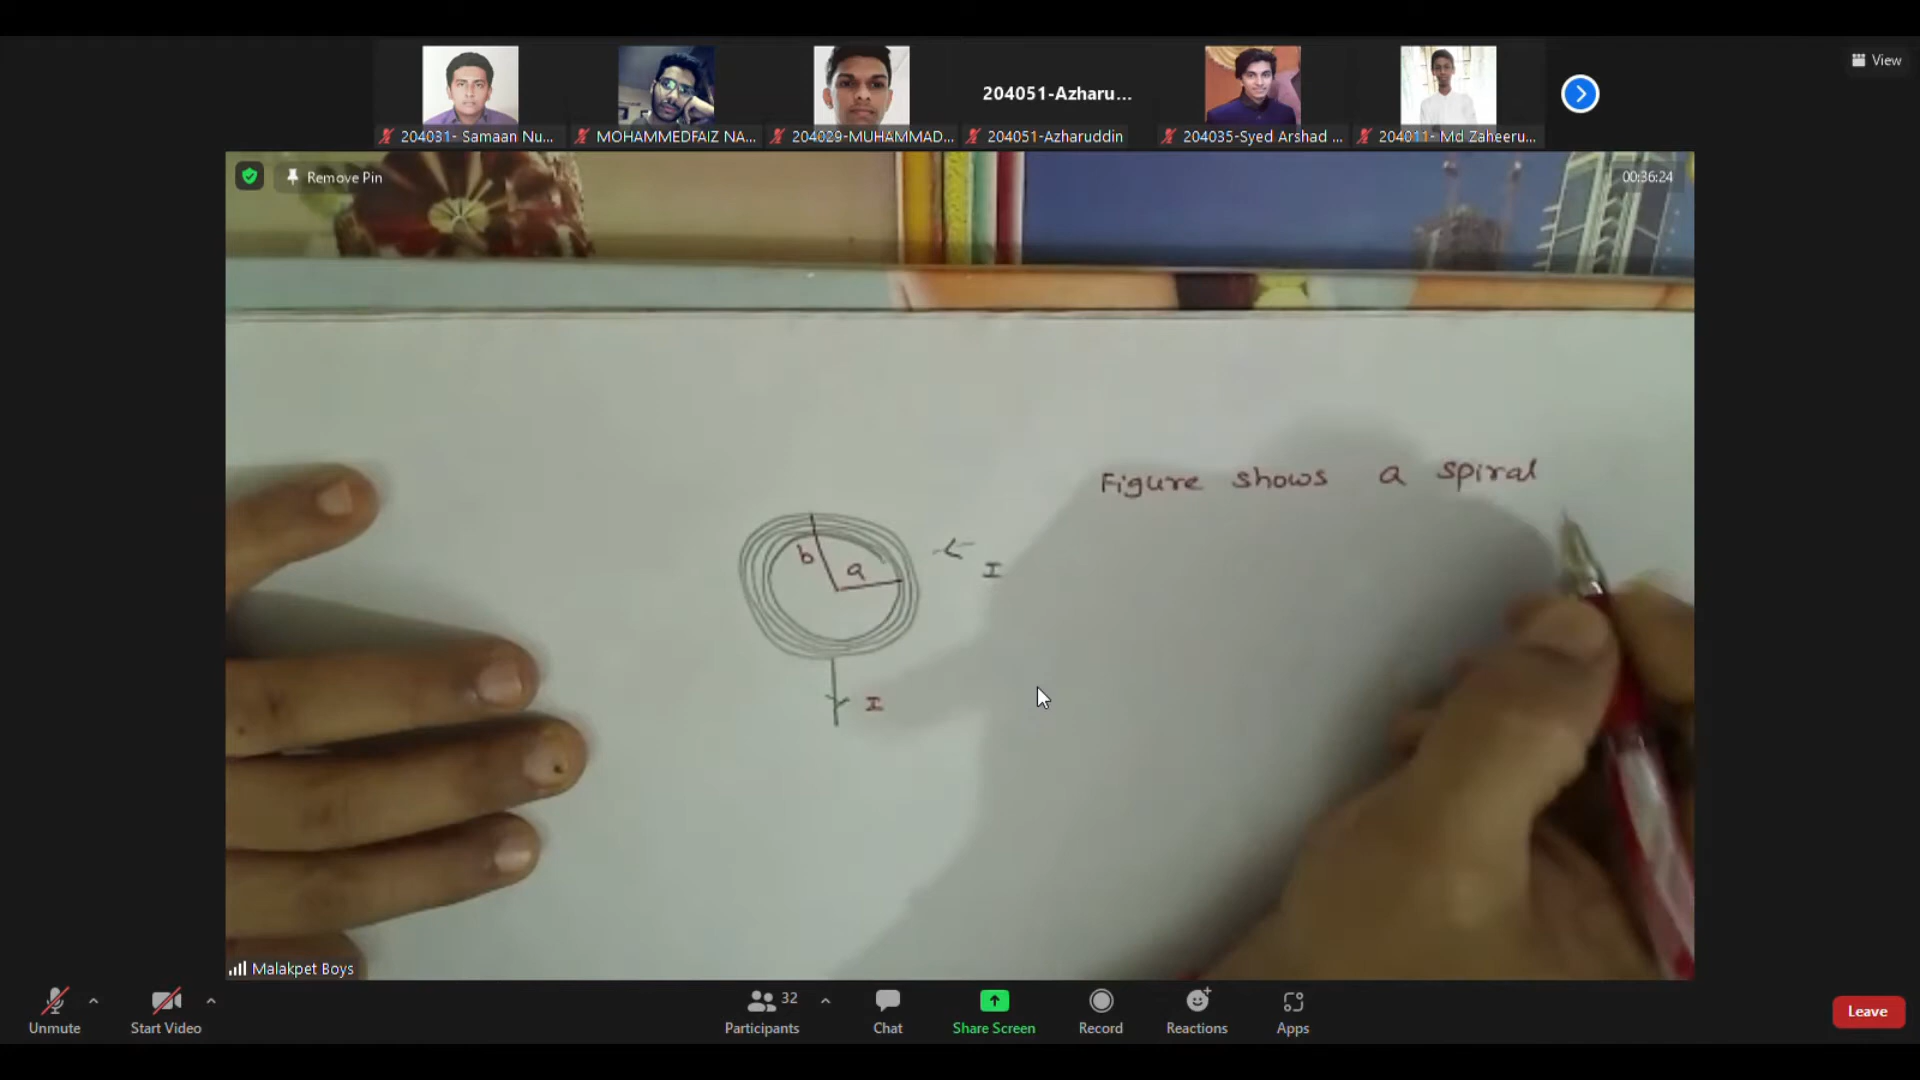 View
204051-Azharu...
204031- Samaan Nu...
MOHAMMEDFAIZ NA...
204029-MUHAMMAD...
204051-Azharuddin
204035-Syed Arshad ...
204011- Md Zaheeru...
Remove Pin
00:36:24
Figure shows a spiral
b
a
I
I
Malakpet Boys
Unmute
Start Video
32
Participants
Chat
Share Screen
Record
Reactions
Apps
Leave